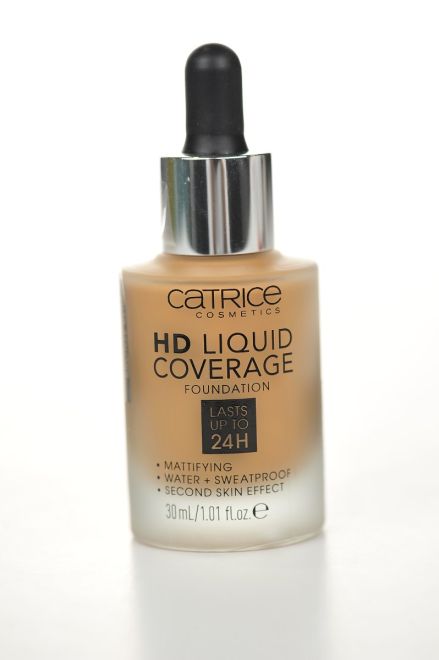 CATRICE
COSMETICS
HD LIQUID
COVERAGE
FOUNDATION
LASTS
UP TO
24H
• MATTIFYING
• WATER + SWEATPROOF
• SECOND SKIN EFFECT
30 mL/1.01 fl.oz. ℮